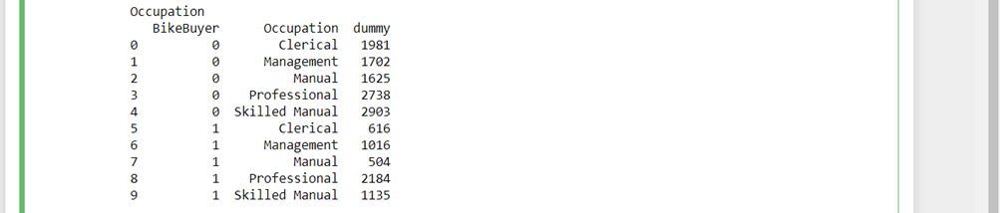 Occupation
BikeBuyer Occupation dummy
0 0 Clerical 1981
1 0 Management 1702
2 0 Manual 1625
3 0 Professional 2738
4 0 Skilled Manual 2903
5 1 Clerical 616
6 1 Management 1016
7 1 Manual 504
8 1 Professional 2184
9 1 Skilled Manual 1135